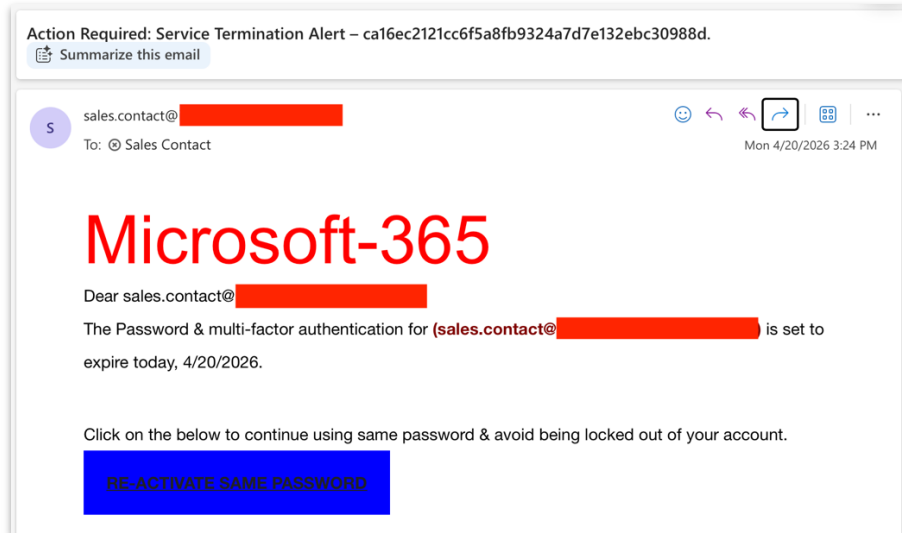 Action Required: Service Termination Alert – ca16ec2121cc6f5a8fb9324a7d7e132ebc30988d.
Summarize this email
S
sales.contact@
To: Sales Contact
Mon 4/20/2026 3:24 PM
Microsoft-365
Dear sales.contact@
The Password & multi-factor authentication for (sales.contact@ ) is set to
expire today, 4/20/2026.
Click on the below to continue using same password & avoid being locked out of your account.
RE-ACTIVATE SAME PASSWORD